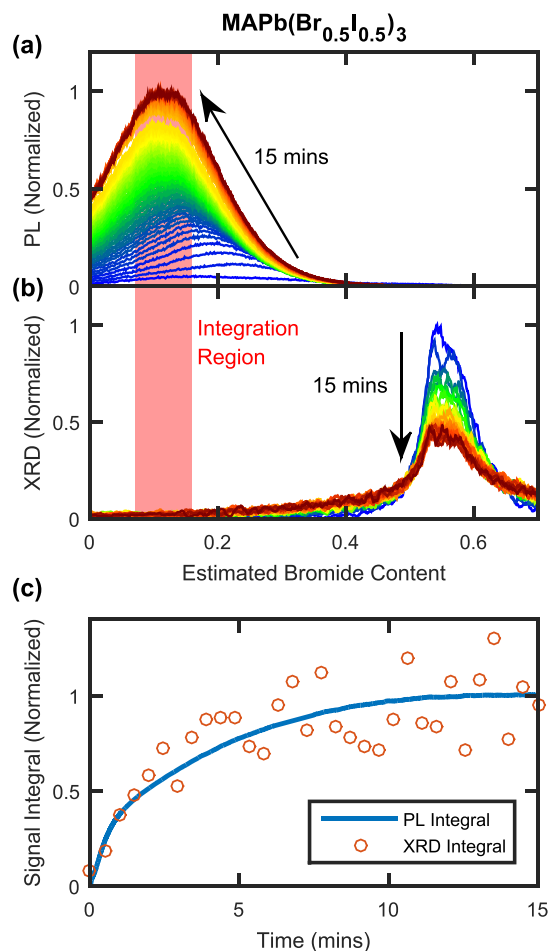 MAPb(Br0.5I0.5)3
(a)
PL (Normalized)
1
0.5
0
15 mins
(b)
XRD (Normalized)
1
0.5
0
Integration
Region
15 mins
0 0.2 0.4 0.6
Estimated Bromide Content
(c)
Signal Integral (Normalized)
1
0.5
0
PL Integral
XRD Integral
0 5 10 15
Time (mins)